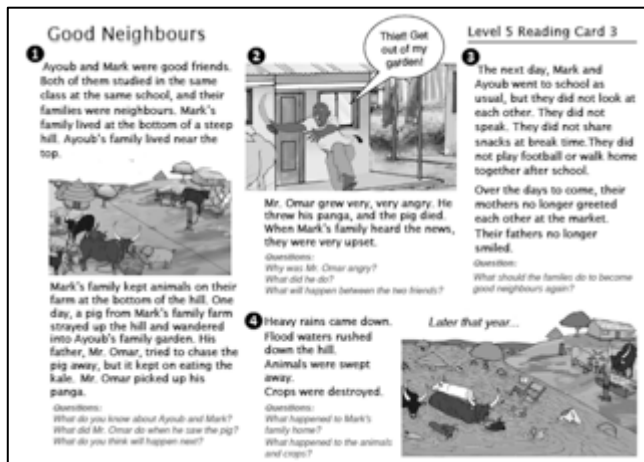 Good Neighbours
1
Ayoub and Mark were good friends.
Both of them studied in the same
class at the same school, and their
families were neighbours. Mark's
family lived at the bottom of a steep
hill. Ayoub's family lived near the
top.
Mark's family kept animals on their
farm at the bottom of the hill. One
day, a pig from Mark's family farm
strayed up the hill and wandered
into Ayoub's family garden. His
father, Mr. Omar, tried to chase the
pig away, but it kept on eating the
kale. Mr. Omar picked up his
panga.
Questions:
What do you know about Ayoub and Mark?
What did Mr. Omar do when he saw the pig?
What do you think will happen next?
2
Thief! Get
out of my
garden!
Mr. Omar grew very, very angry. He
threw his panga, and the pig died.
When Mark's family heard the news,
they were very upset.
Questions:
Why was Mr. Omar angry?
What did he do?
What will happen between the two friends?
Level 5 Reading Card 3
3
The next day, Mark and
Ayoub went to school as
usual, but they did not look at
each other. They did not
speak. They did not share
snacks at break time.They did
not play football or walk home
together after school.
Over the days to come, their
mothers no longer greeted
each other at the market.
Their fathers no longer
smiled.
Question:
What should the families do to become
good neighbours again?
4
Heavy rains came down.
Flood waters rushed
down the hill.
Animals were swept
away.
Crops were destroyed.
Questions:
What happened to Mark's
family home?
What happened to the animals
and crops?
Later that year...